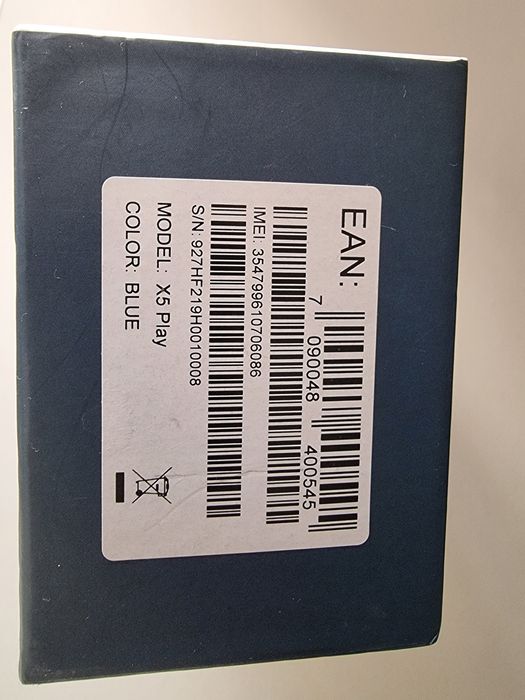 EAN:
7 090048 400545
IMEI: 354799610706086
S/N: 927HF219H0010008
MODEL: X5 Play
COLOR: BLUE